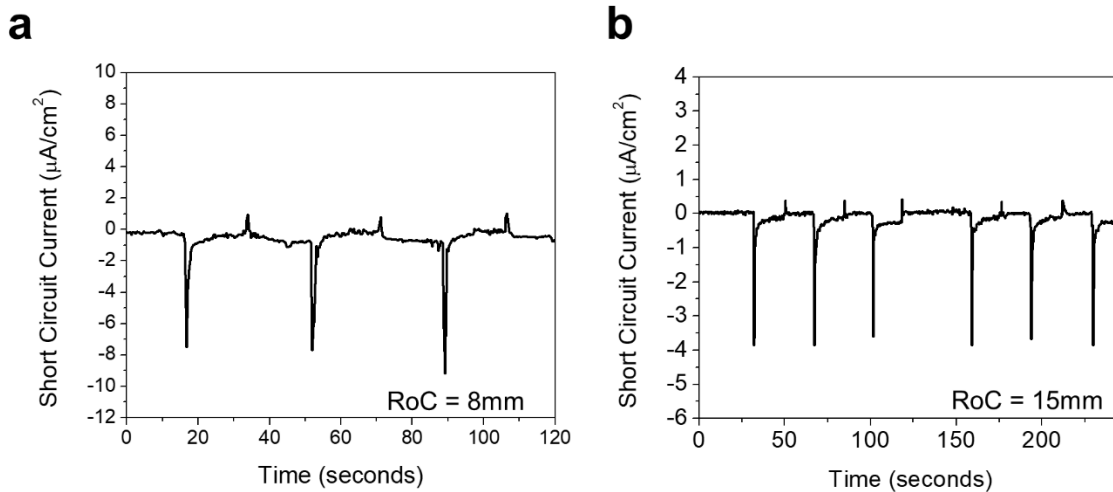 a
Short Circuit Current (μA/cm²)
10
8
6
4
2
0
-2
-4
-6
-8
-10
-12
RoC = 8mm
0 20 40 60 80 100 120
Time (seconds)
b
Short Circuit Current (μA/cm²)
4
3
2
1
0
-1
-2
-3
-4
-5
-6
RoC = 15mm
0 50 100 150 200
Time (seconds)